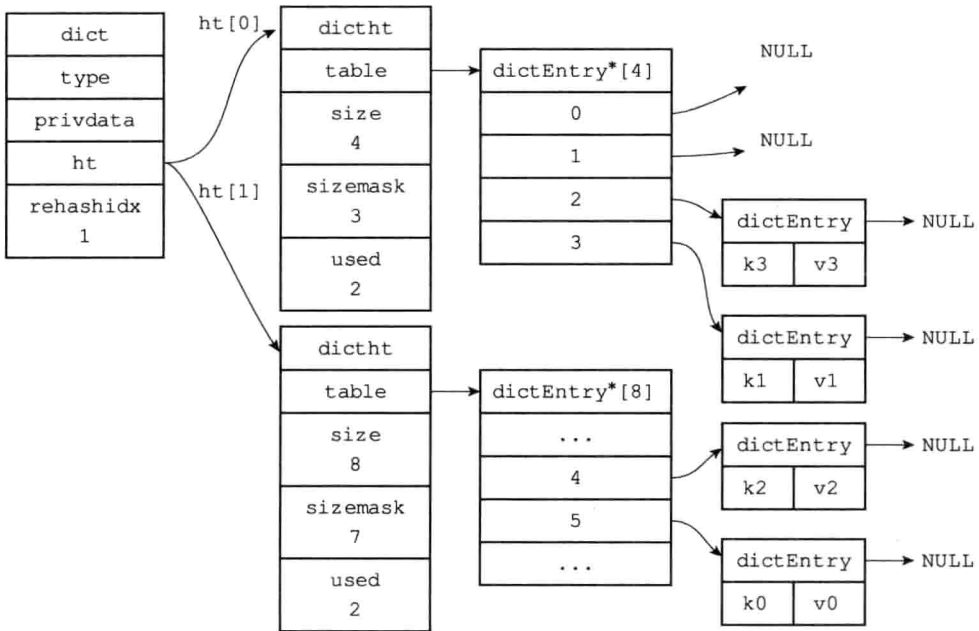 dict
type
privdata
ht
rehashidx
1
ht[0]
ht[1]
dictht
table
size
4
sizemask
3
used
2
dictEntry*[4]
0
1
2
3
NULL
NULL
dictEntry
k3 v3
NULL
dictEntry
k1 v1
NULL
dictht
table
size
8
sizemask
7
used
2
dictEntry*[8]
...
4
5
...
dictEntry
k2 v2
NULL
dictEntry
k0 v0
NULL